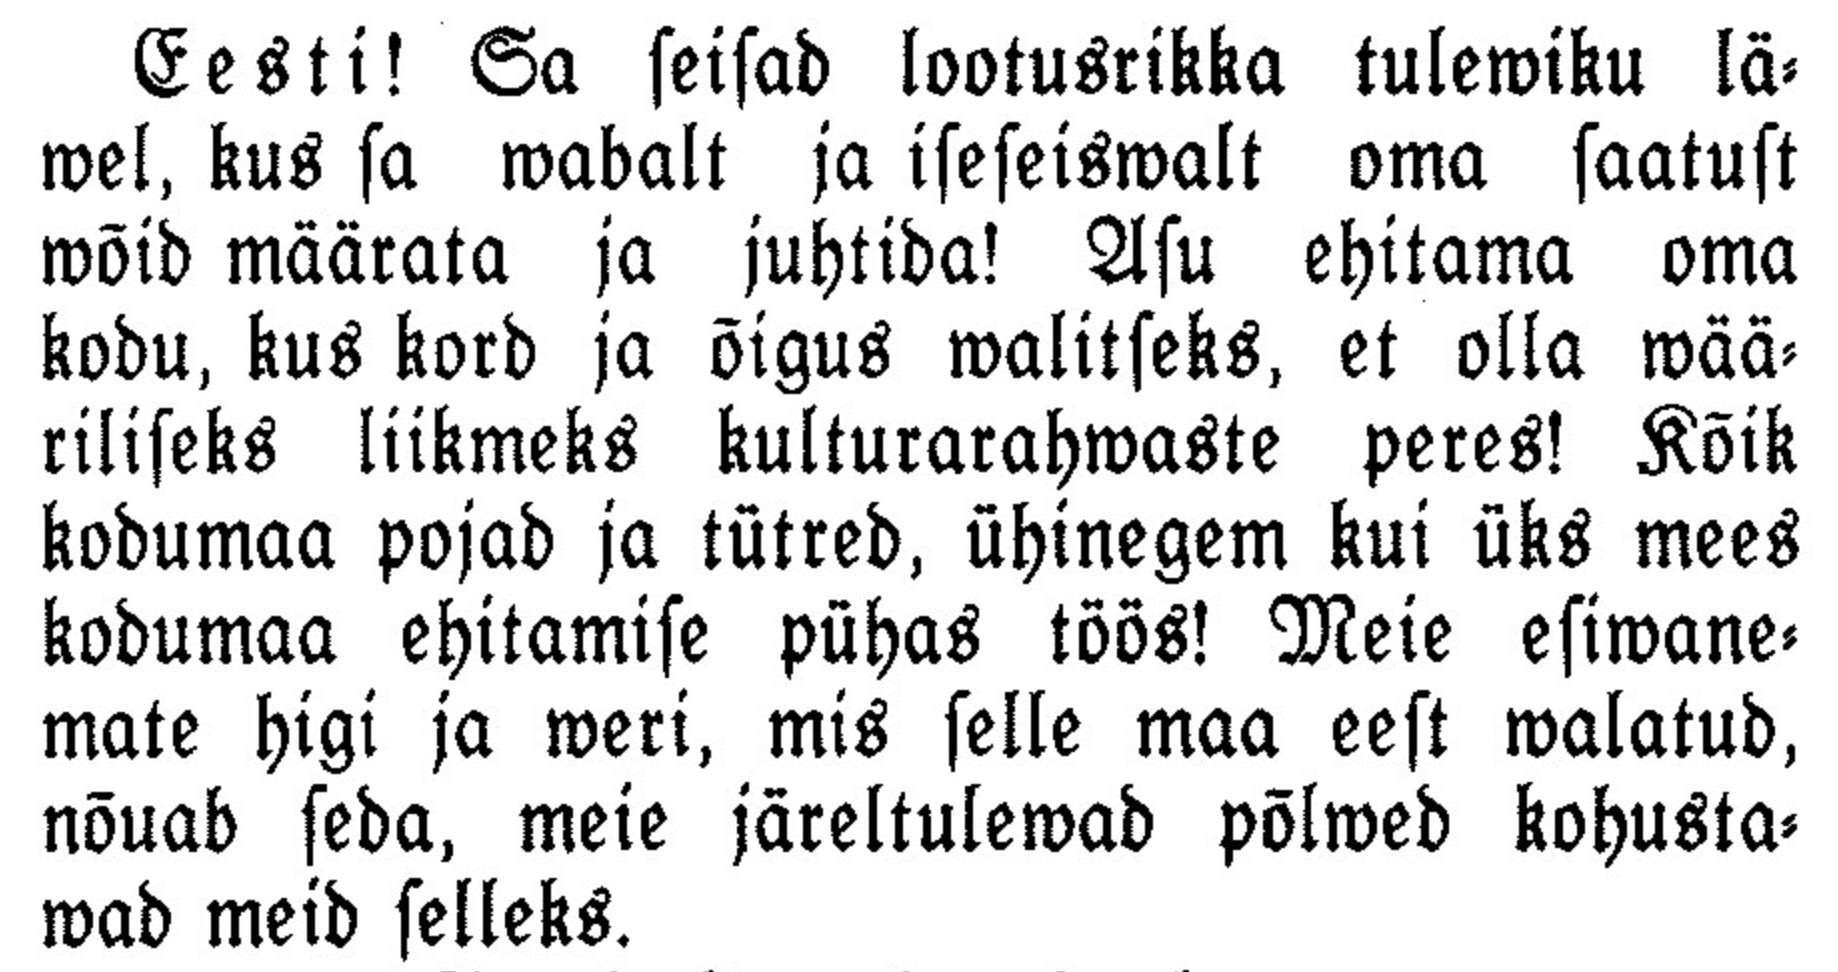 Eesti! Sa ſeiſad lootusrikka tulewiku lä⸗
wel, kus ſa wabalt ja iſeſeiswalt oma ſaatuſt
wõid määrata ja juhtida! Aſu ehitama oma
kodu, kus kord ja õigus walitſeks, et olla wää⸗
riliſeks liikmeks kulturarahwaste peres! Kõik
kodumaa pojad ja tütred, ühinegem kui üks mees
kodumaa ehitamiſe pühas töös! Meie eſiwane⸗
mate higi ja weri, mis ſelle maa eeſt walatud,
nõuab ſeda, meie järeltulewad põlwed kohusta⸗
wad meid ſelleks.